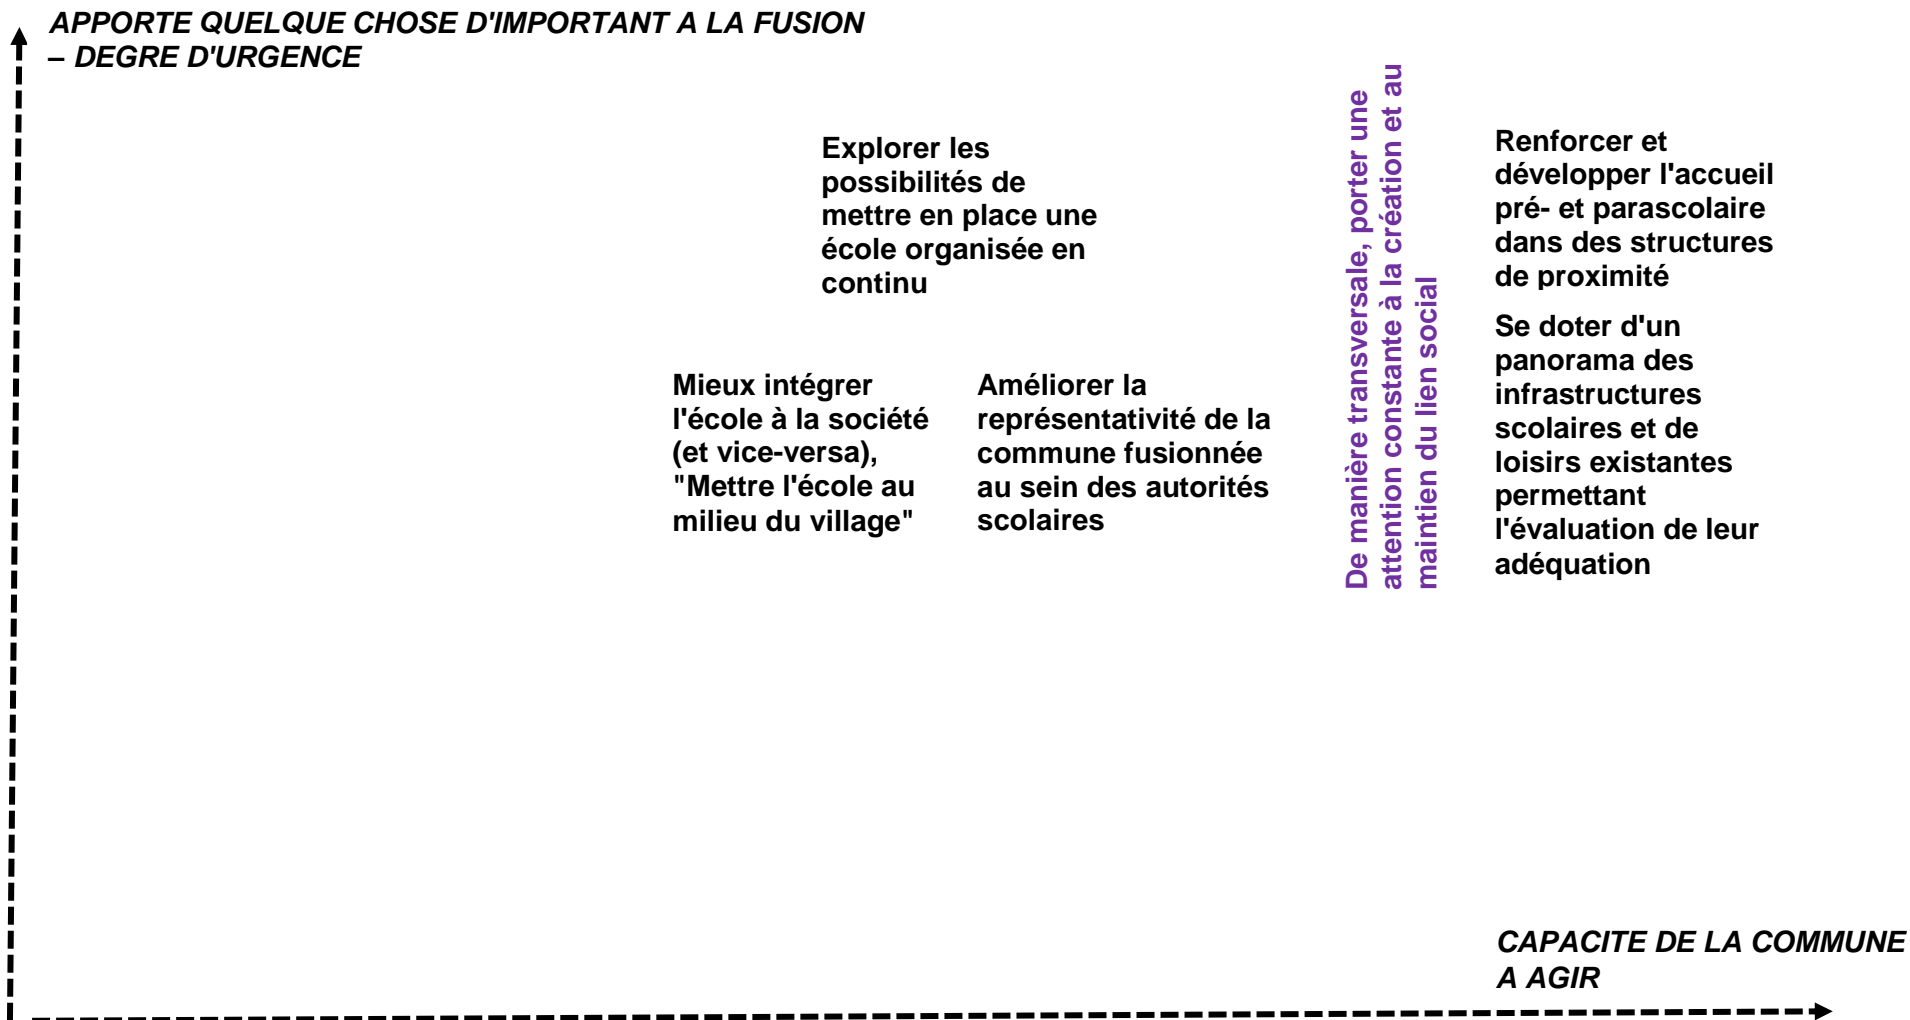 APPORTE QUELQUE CHOSE D'IMPORTANT A LA FUSION
– DEGRE D'URGENCE
Explorer les
possibilités de
mettre en place une
école organisée en
continu
Mieux intégrer
l'école à la société
(et vice-versa),
"Mettre l'école au
milieu du village"
Améliorer la
représentativité de la
commune fusionnée
au sein des autorités
scolaires
De manière transversale, porter une
attention constante à la création et au
maintien du lien social
Renforcer et
développer l'accueil
pré- et parascolaire
dans des structures
de proximité
Se doter d'un
panorama des
infrastructures
scolaires et de
loisirs existantes
permettant
l'évaluation de leur
adéquation
CAPACITE DE LA COMMUNE
A AGIR